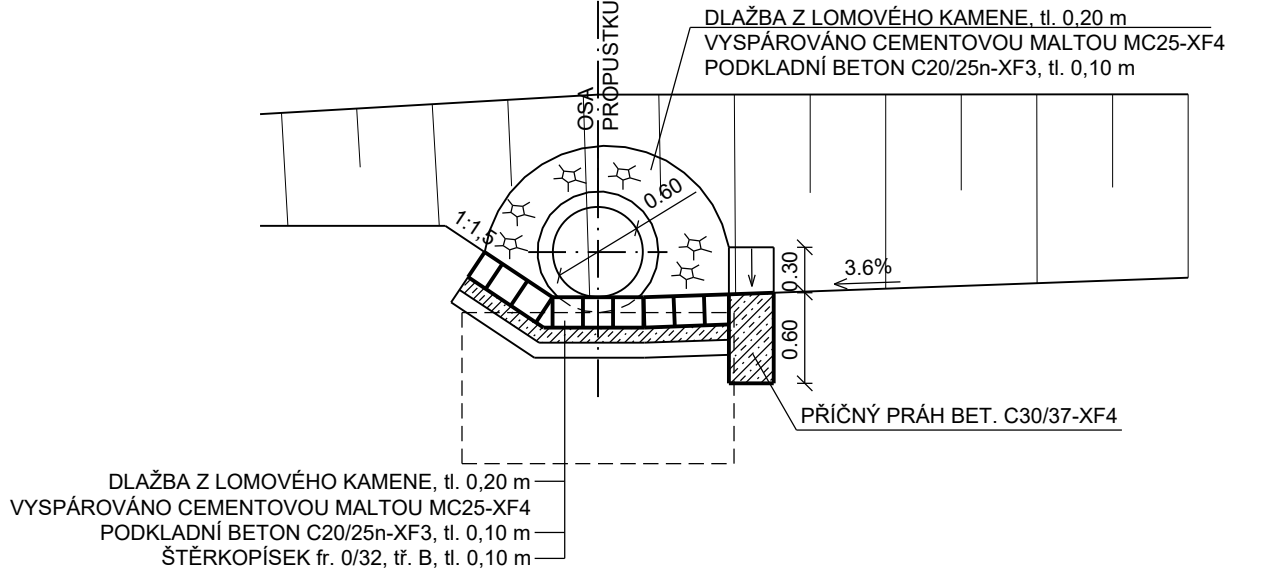 DLAŽBA Z LOMOVÉHO KAMENE, tl. 0,20 m
VYSPÁROVÁNO CEMENTOVOU MALTOU MC25-XF4
PODKLADNÍ BETON C20/25n-XF3, tl. 0,10 m
OSA
PROPUSTKU
0.60
1:1,5
0.30
3.6%
0.60
PŘÍČNÝ PRÁH BET. C30/37-XF4
DLAŽBA Z LOMOVÉHO KAMENE, tl. 0,20 m
VYSPÁROVÁNO CEMENTOVOU MALTOU MC25-XF4
PODKLADNÍ BETON C20/25n-XF3, tl. 0,10 m
ŠTĚRKOPÍSEK fr. 0/32, tř. B, tl. 0,10 m